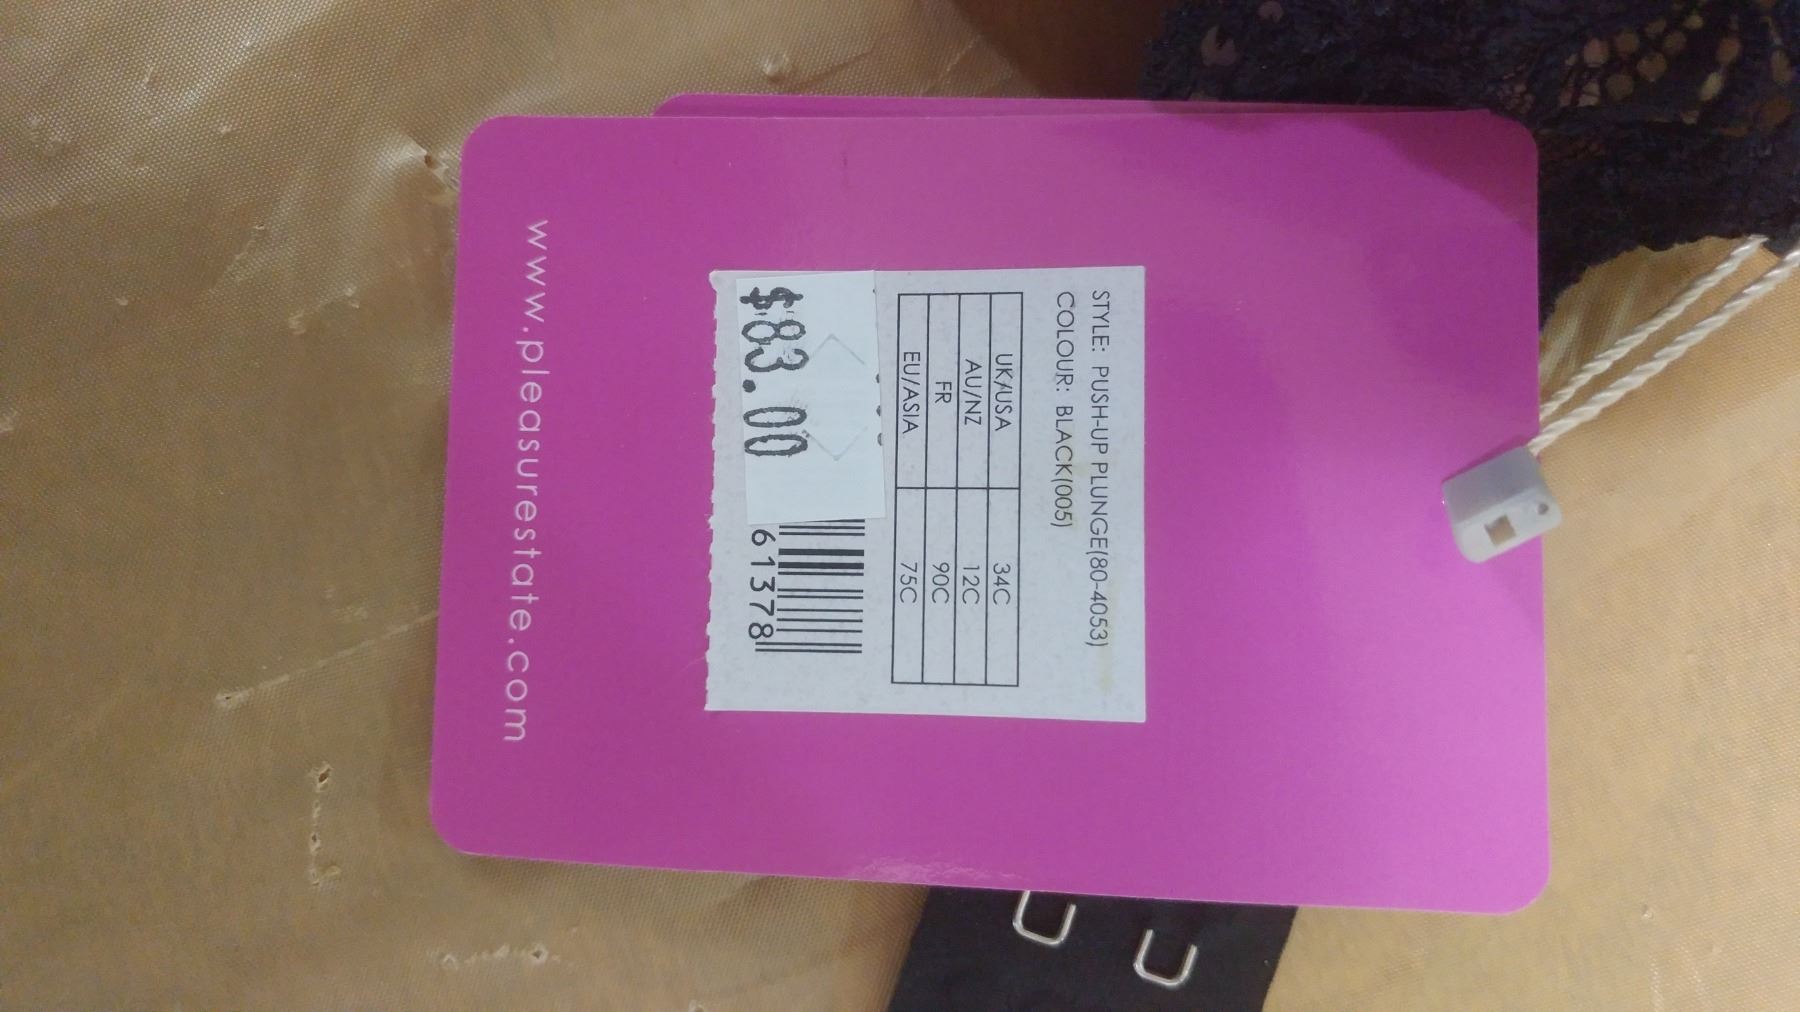 STYLE: PUSH-UP PLUNGE(80-4053)
COLOUR: BLACK(005)
UK/USA 34C
AU/NZ 12C
FR 90C
EU/ASIA 75C
61378
$83.00
www.pleasurestate.com